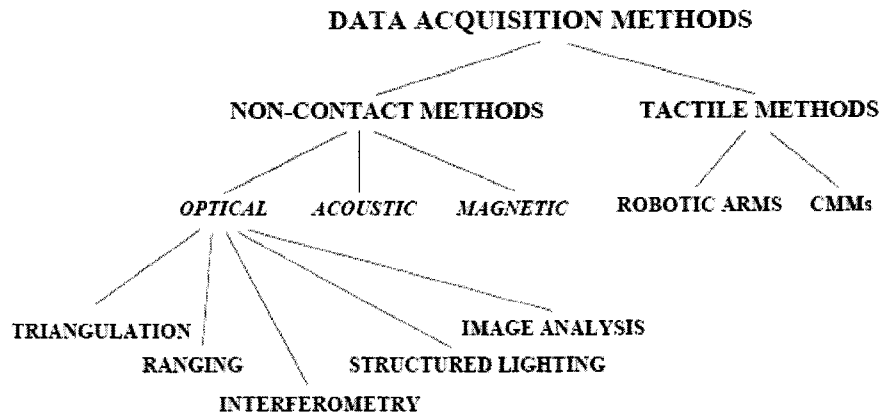 DATA ACQUISITION METHODS
NON-CONTACT METHODS
TACTILE METHODS
OPTICAL
ACOUSTIC
MAGNETIC
ROBOTIC ARMS
CMMs
TRIANGULATION
IMAGE ANALYSIS
RANGING
STRUCTURED LIGHTING
INTERFEROMETRY